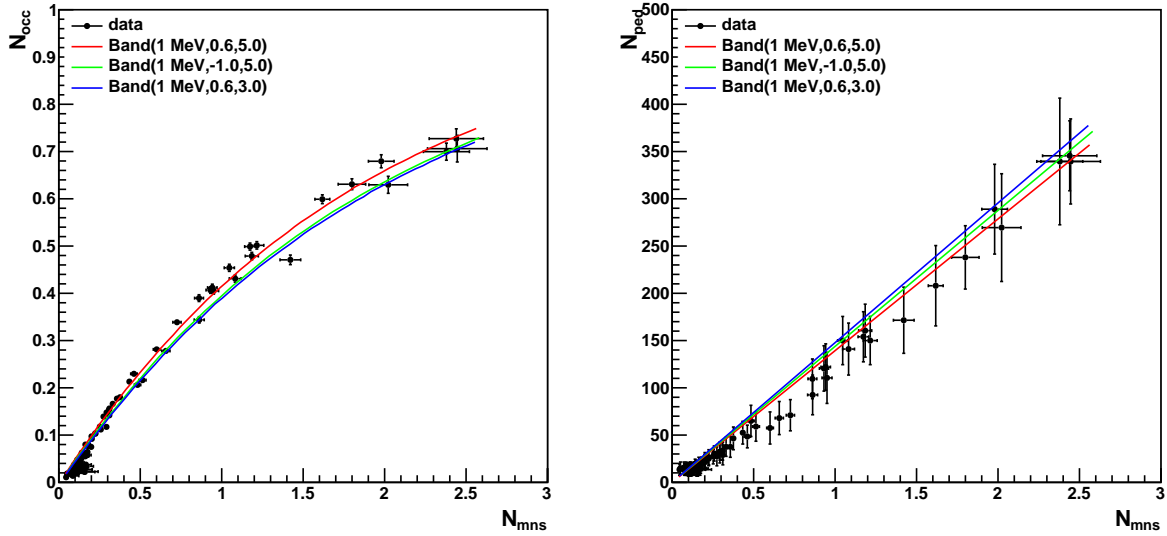 N_occ
data
Band(1 MeV,0.6,5.0)
Band(1 MeV,-1.0,5.0)
Band(1 MeV,0.6,3.0)
1
0.9
0.8
0.7
0.6
0.5
0.4
0.3
0.2
0.1
0
0 0.5 1 1.5 2 2.5 3
N_mns
N_ped
data
Band(1 MeV,0.6,5.0)
Band(1 MeV,-1.0,5.0)
Band(1 MeV,0.6,3.0)
500
450
400
350
300
250
200
150
100
50
0
0 0.5 1 1.5 2 2.5 3
N_mns